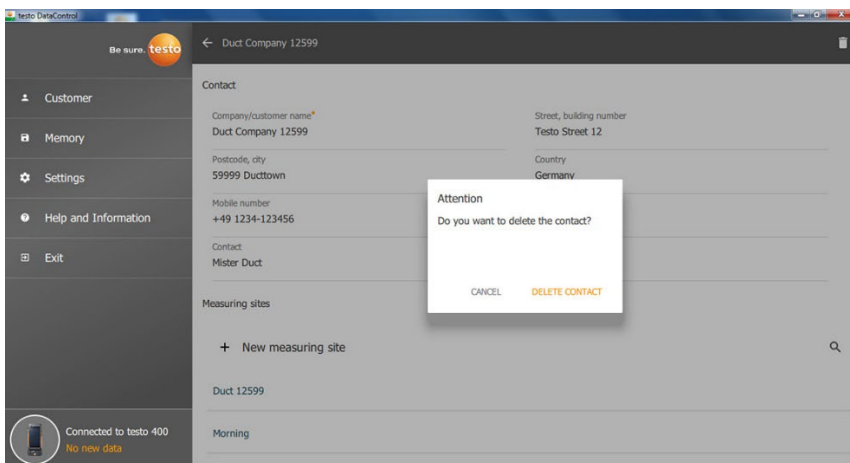 testo DataControl
Be sure. testo
Customer
Memory
Settings
Help and Information
Exit
Connected to testo 400
No new data
Duct Company 12599
Contact
Company/customer name*
Duct Company 12599
Street, building number
Testo Street 12
Postcode, city
59999 Ducttown
Country
Germany
Mobile number
+49 1234-123456
Contact
Mister Duct
Attention
Do you want to delete the contact?
CANCEL DELETE CONTACT
Measuring sites
+ New measuring site
Duct 12599
Morning